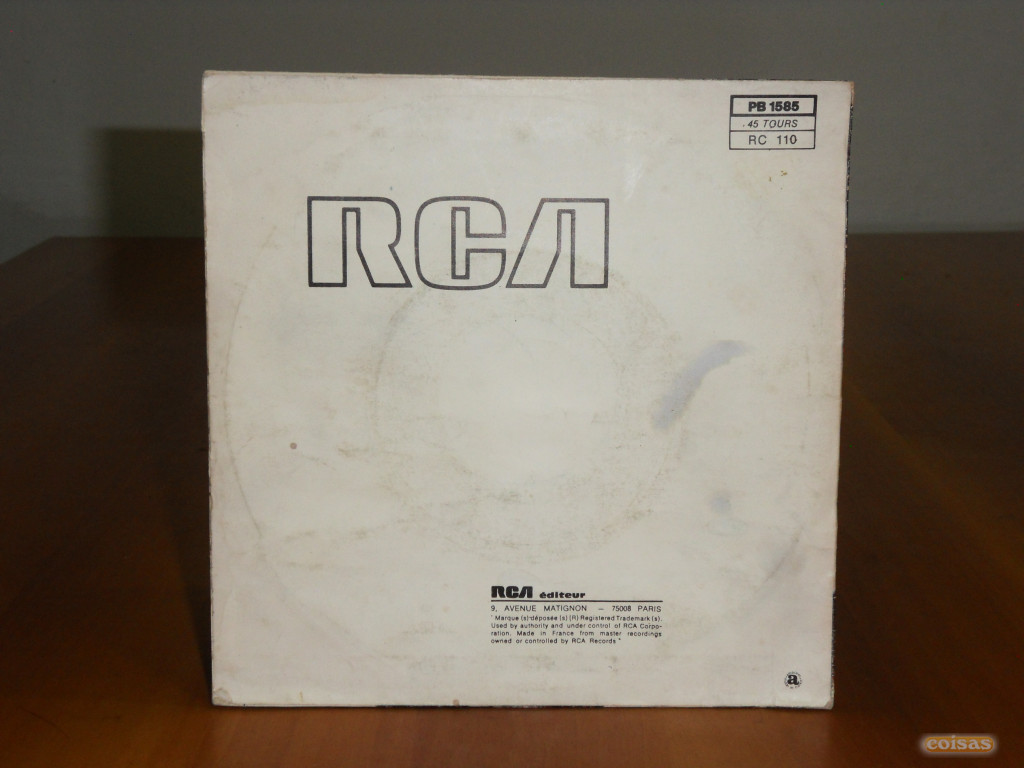 PB 1585
45 TOURS
RC 110
RCA
RCA éditeur
9, AVENUE MATIGNON — 75008 PARIS
"Marque(s) déposée(s) (R) Registered Trademark(s).
Used by authority and under control of RCA Corpo-
ration. Made in France from master recordings
owned or controlled by RCA Records"
a
coisas